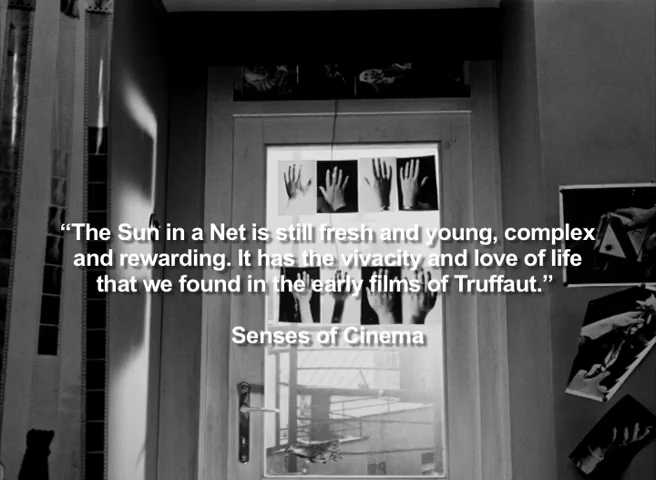 “The Sun in a Net is still fresh and young, complex
and rewarding. It has the vivacity and love of life
that we found in the early films of Truffaut.”
Senses of Cinema